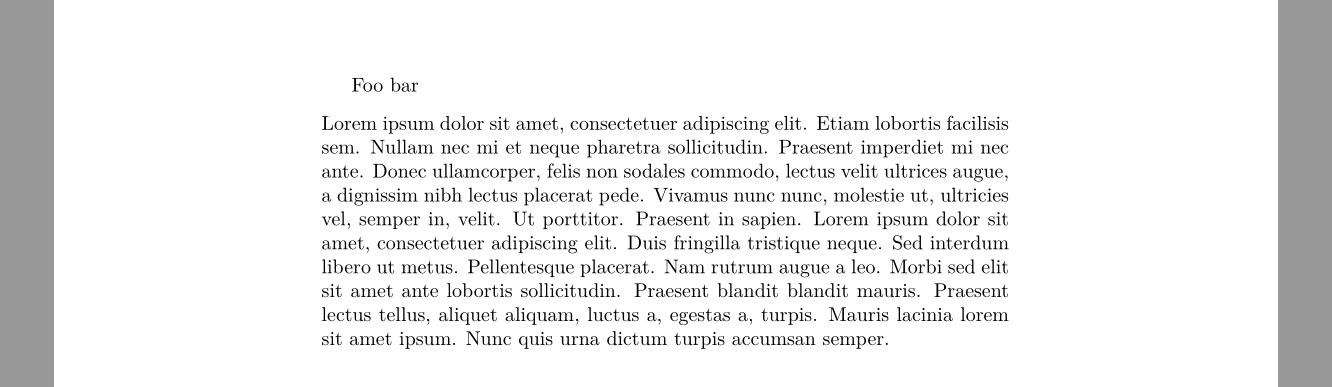 Foo bar
Lorem ipsum dolor sit amet, consectetuer adipiscing elit. Etiam lobortis facilisis
sem. Nullam nec mi et neque pharetra sollicitudin. Praesent imperdiet mi nec
ante. Donec ullamcorper, felis non sodales commodo, lectus velit ultrices augue,
a dignissim nibh lectus placerat pede. Vivamus nunc nunc, molestie ut, ultricies
vel, semper in, velit. Ut porttitor. Praesent in sapien. Lorem ipsum dolor sit
amet, consectetuer adipiscing elit. Duis fringilla tristique neque. Sed interdum
libero ut metus. Pellentesque placerat. Nam rutrum augue a leo. Morbi sed elit
sit amet ante lobortis sollicitudin. Praesent blandit blandit mauris. Praesent
lectus tellus, aliquet aliquam, luctus a, egestas a, turpis. Mauris lacinia lorem
sit amet ipsum. Nunc quis urna dictum turpis accumsan semper.